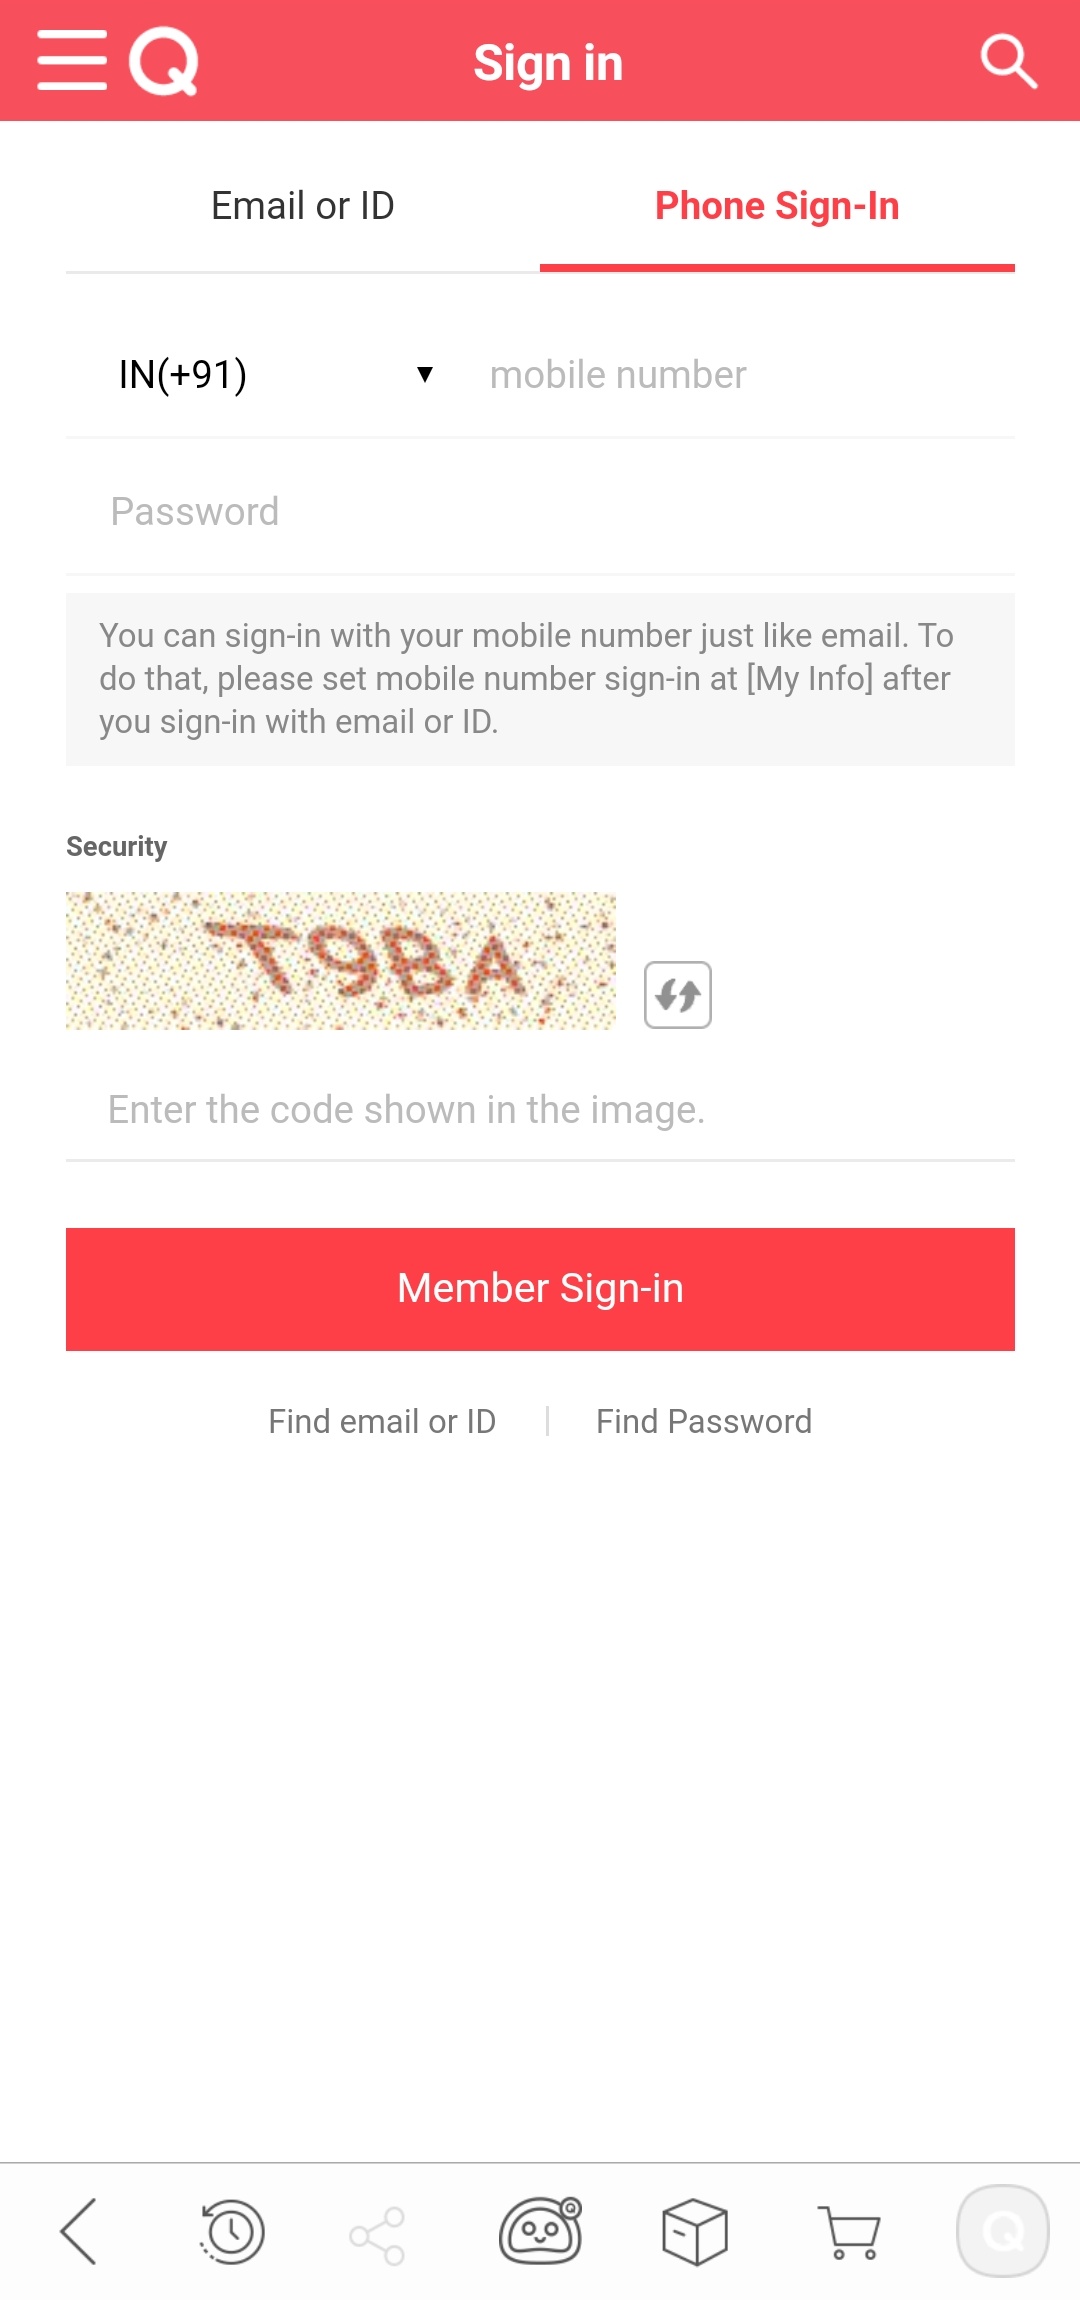 Sign in
Email or ID
Phone Sign-In
IN(+91) ▼ mobile number
Password
You can sign-in with your mobile number just like email. To
do that, please set mobile number sign-in at [My Info] after
you sign-in with email or ID.
Security
T9BA
Enter the code shown in the image.
Member Sign-in
Find email or ID | Find Password